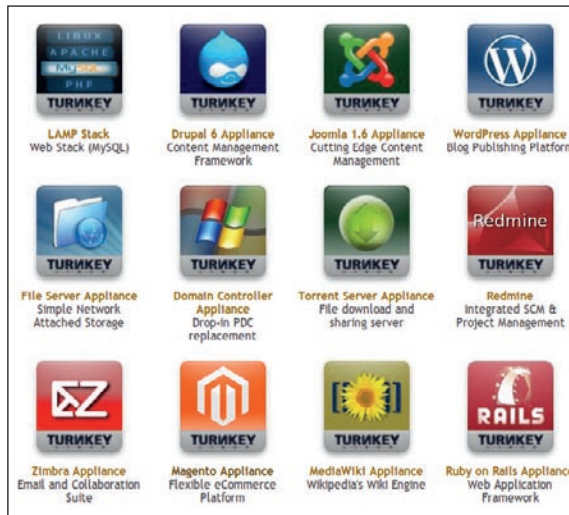 LINUX
APACHE
MySQL
PHP
TURNKEY
LINUX
TURNKEY
TURNKEY
W
TURNKEY
LAMP Stack
Web Stack (MySQL)
Drupal 6 Appliance
Content Management
Framework
Joomla 1.6 Appliance
Cutting Edge Content
Management
WordPress Appliance
Blog Publishing Platform
TURNKEY
TURNKEY
TURNKEY
Redmine
TURNKEY
File Server Appliance
Simple Network
Attached Storage
Domain Controller
Appliance
Drop-in PDC
replacement
Torrent Server Appliance
File download and
sharing server
Redmine
Integrated SCM &
Project Management
TURNKEY
TURNKEY
[[ ]]
TURNKEY
RAILS
TURNKEY
Zimbra Appliance
Email and Collaboration
Suite
Magento Appliance
Flexible eCommerce
Platform
MediaWiki Appliance
Wikipedia's Wiki Engine
Ruby on Rails Appliance
Web Application
Framework